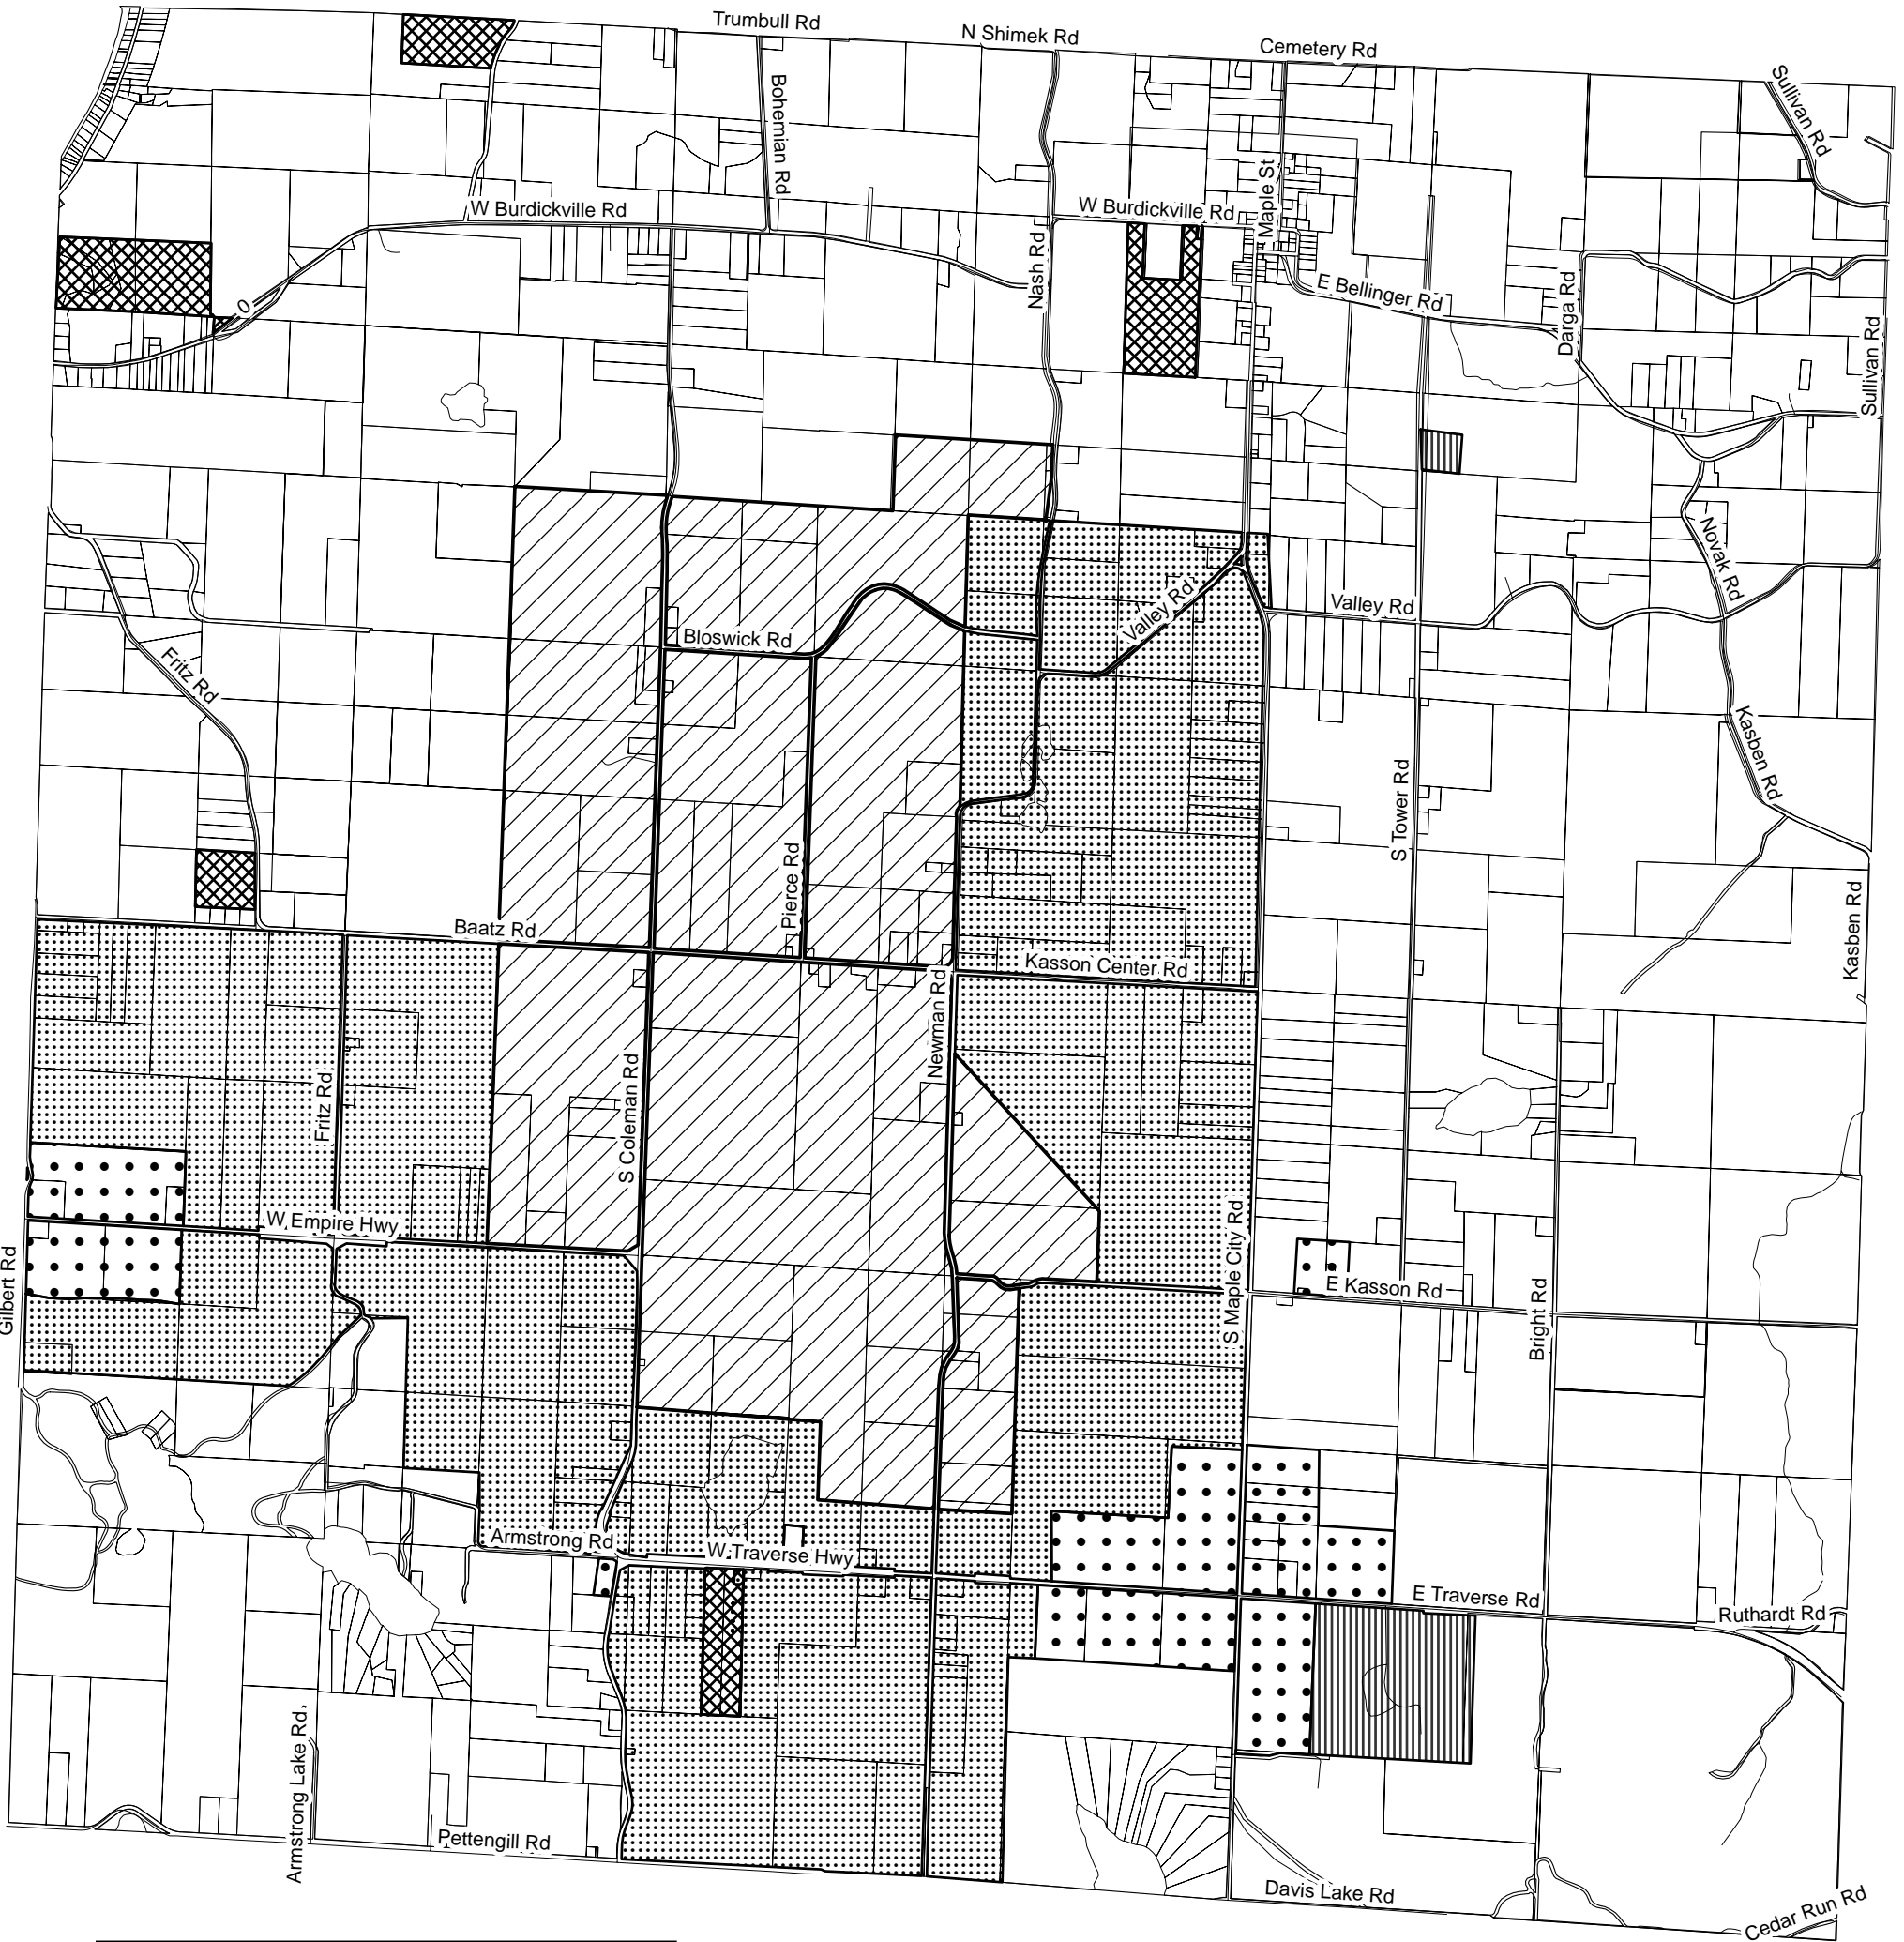 Trumbull Rd
N Shimek Rd
Cemetery Rd
Sullivan Rd
Bohemian Rd
Maple St
W Burdickville Rd
W Burdickville Rd
Nash Rd
E Bellinger Rd
Darga Rd
Sullivan Rd
0
Novak Rd
Valley Rd
Valley Rd
Bloswick Rd
Fritz Rd
Kasben Rd
S Tower Rd
Pierce Rd
Baatz Rd
Kasson Center Rd
Kasben Rd
Newman Rd
Fritz Rd
S Coleman Rd
W Empire Hwy
S Maple City Rd
Gilbert Rd
E Kasson Rd
Bright Rd
Armstrong Rd
W Traverse Hwy
E Traverse Rd
Ruthardt Rd
Armstrong Lake Rd.
Pettengill Rd
Davis Lake Rd
Cedar Run Rd